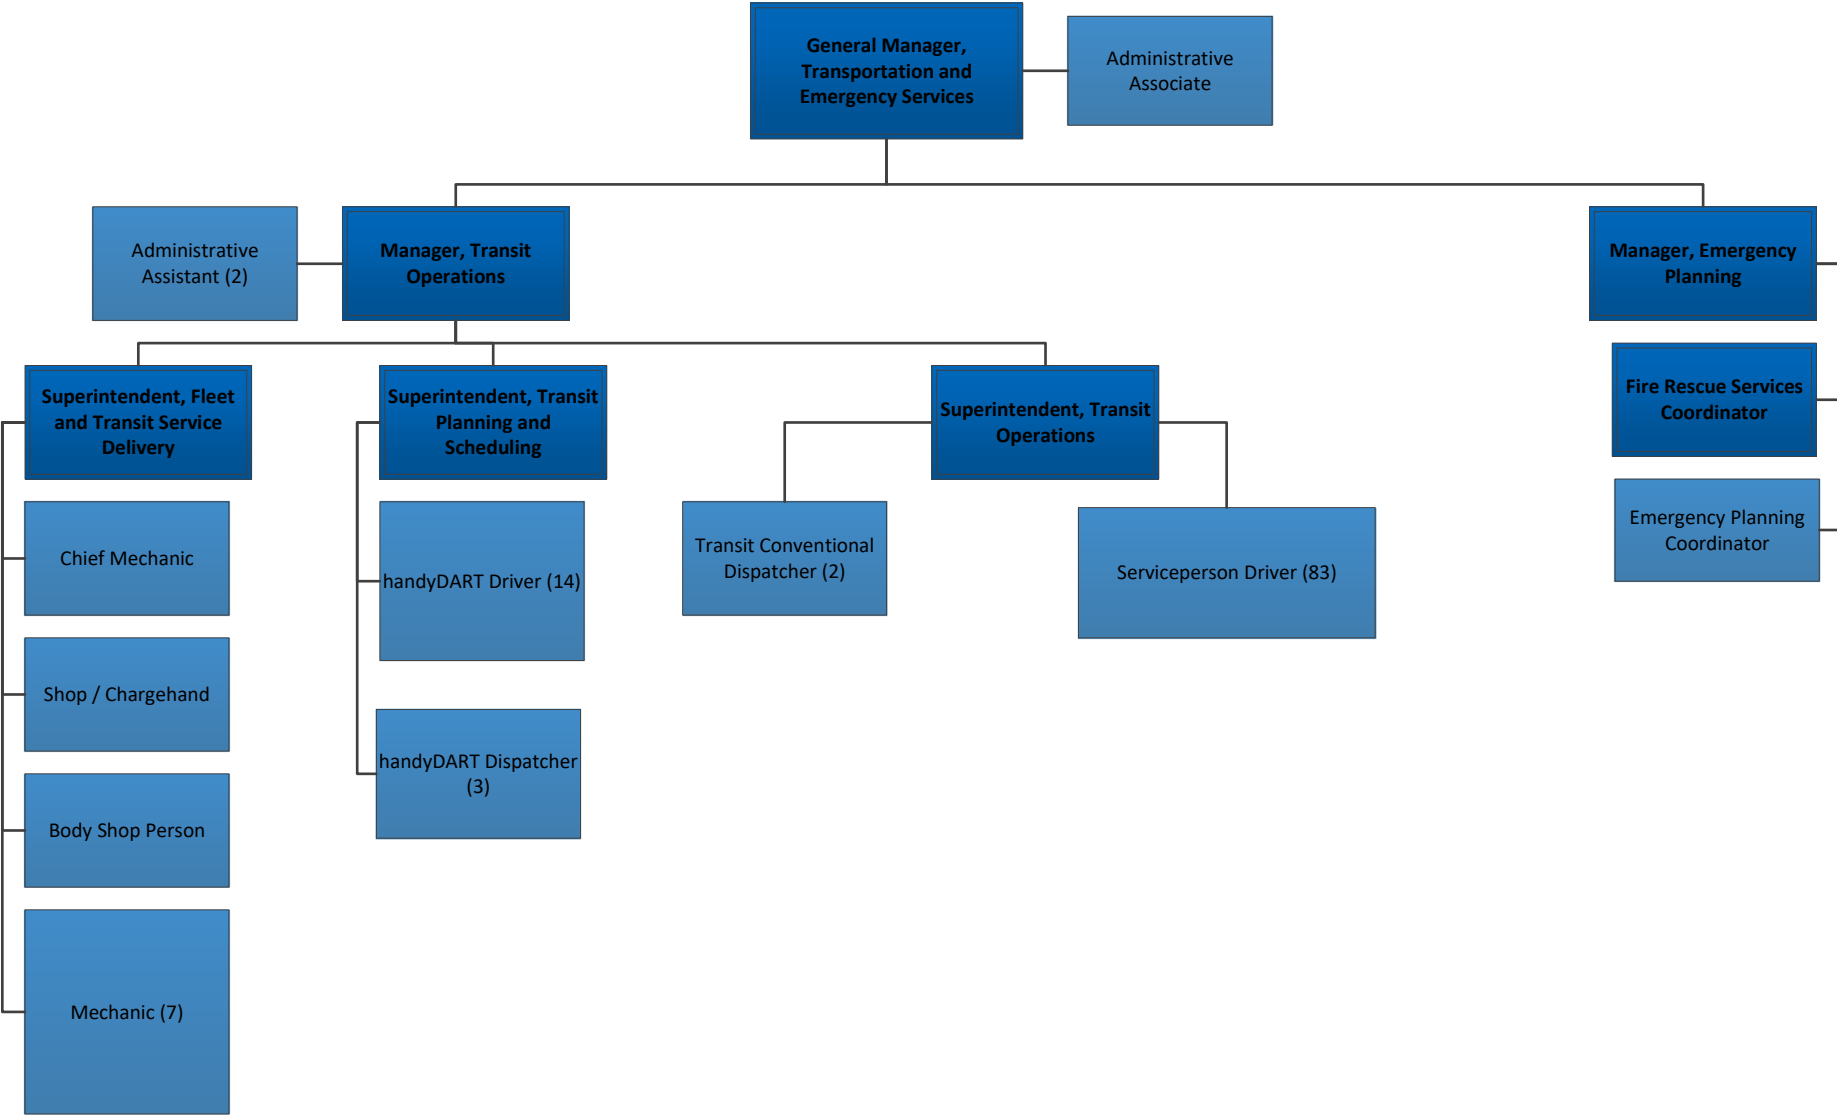 General Manager,
Transportation and
Emergency Services
Administrative
Associate
Administrative
Assistant (2)
Manager, Transit
Operations
Manager, Emergency
Planning
Superintendent, Fleet
and Transit Service
Delivery
Superintendent, Transit
Planning and
Scheduling
Superintendent, Transit
Operations
Fire Rescue Services
Coordinator
Chief Mechanic
handyDART Driver (14)
Transit Conventional
Dispatcher (2)
Serviceperson Driver (83)
Emergency Planning
Coordinator
Shop / Chargehand
handyDART Dispatcher
(3)
Body Shop Person
Mechanic (7)